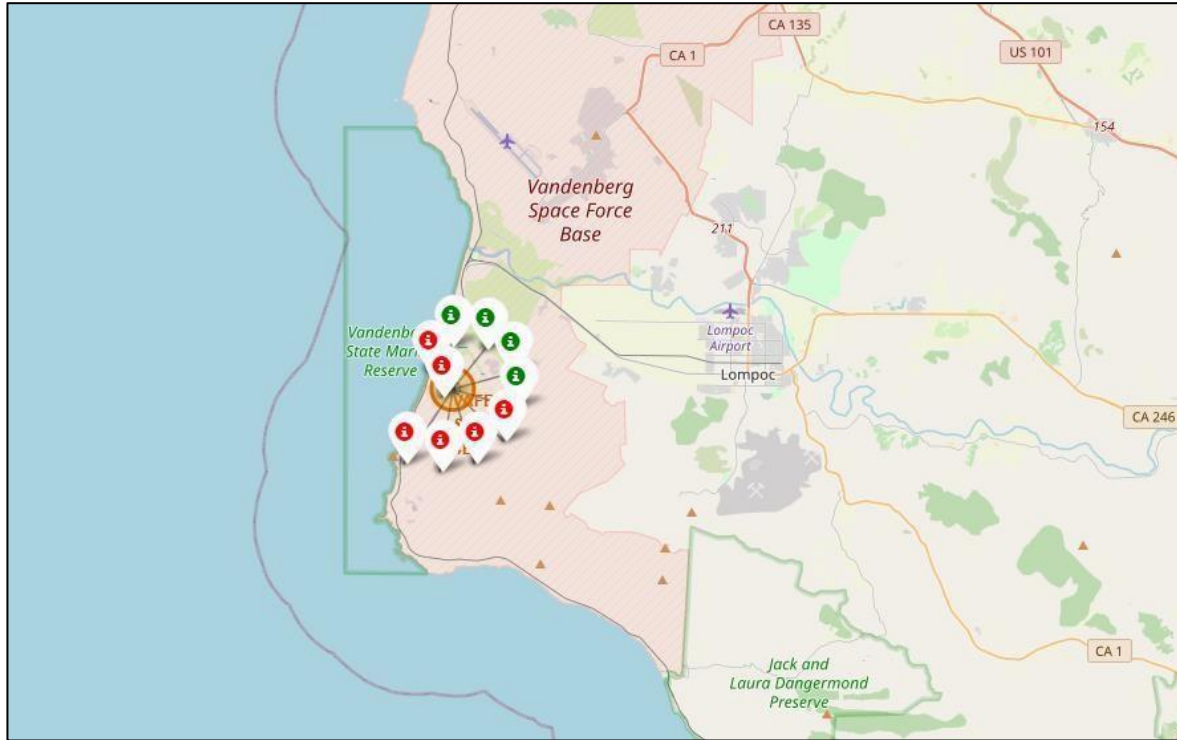 CA 135
CA 1
US 101
154
Vandenberg
Space Force
Base
211
Vandenb
State Mar
Reserve
Lompoc
Airport
Lompoc
CA 246
CA 1
Jack and
Laura Dangermond
Preserve